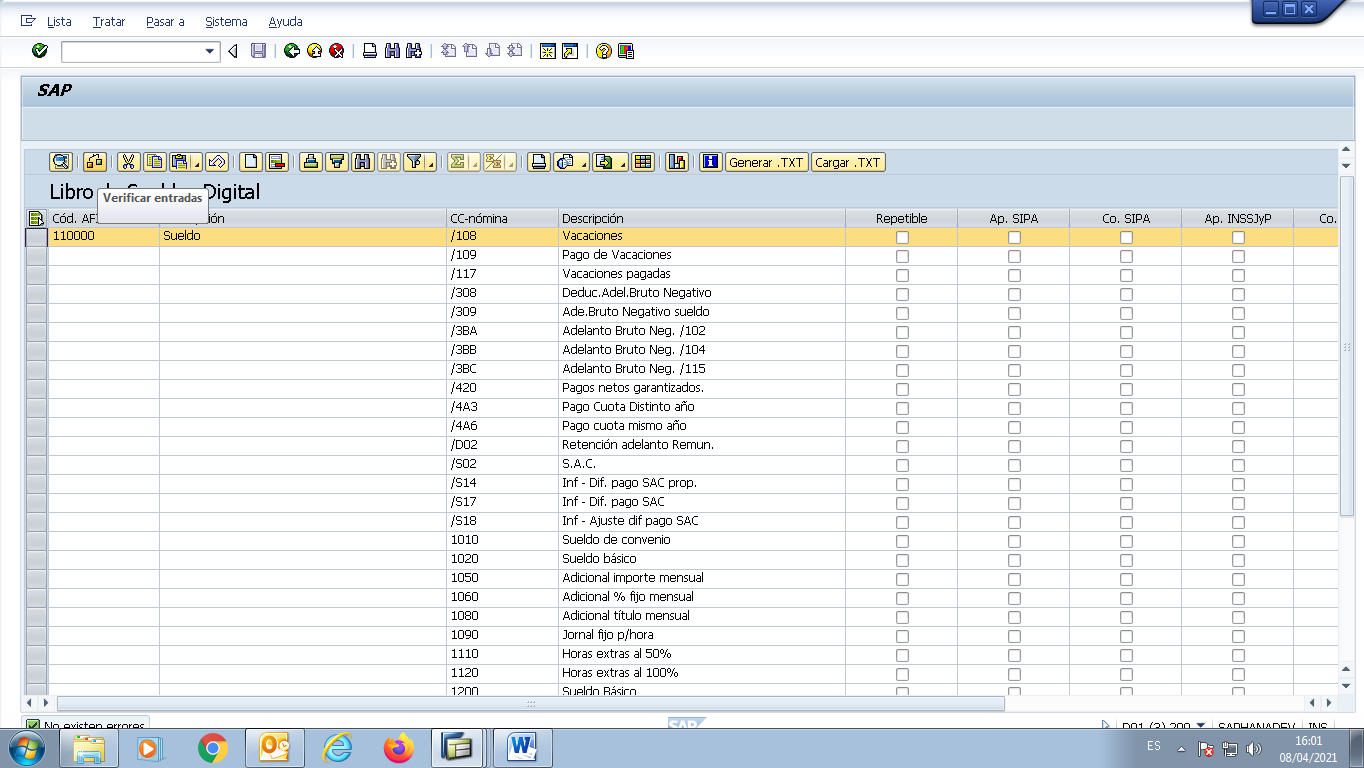 Lista Tratar Pasar a Sistema Ayuda
SAP
Generar .TXT Cargar .TXT
Libro Digital
Verificar entradas
Cód. AF CC-nómina Descripción Repetible Ap. SIPA Co. SIPA Ap. INSSJyP Co.
110000 Sueldo /108 Vacaciones
/109 Pago de Vacaciones
/117 Vacaciones pagadas
/308 Deduc.Adel.Bruto Negativo
/309 Ade.Bruto Negativo sueldo
/3BA Adelanto Bruto Neg. /102
/3BB Adelanto Bruto Neg. /104
/3BC Adelanto Bruto Neg. /115
/420 Pagos netos garantizados.
/4A3 Pago Cuota Distinto año
/4A6 Pago cuota mismo año
/D02 Retención adelanto Remun.
/S02 S.A.C.
/S14 Inf - Dif. pago SAC prop.
/S17 Inf - Dif. pago SAC
/S18 Inf - Ajuste dif pago SAC
1010 Sueldo de convenio
1020 Sueldo básico
1050 Adicional importe mensual
1060 Adicional % fijo mensual
1080 Adicional título mensual
1090 Jornal fijo p/hora
1110 Horas extras al 50%
1120 Horas extras al 100%
1200 Sueldo Básico
No existen errores SAP D01 (3) 200 SAPHANADEV INS
ES 16:01
08/04/2021